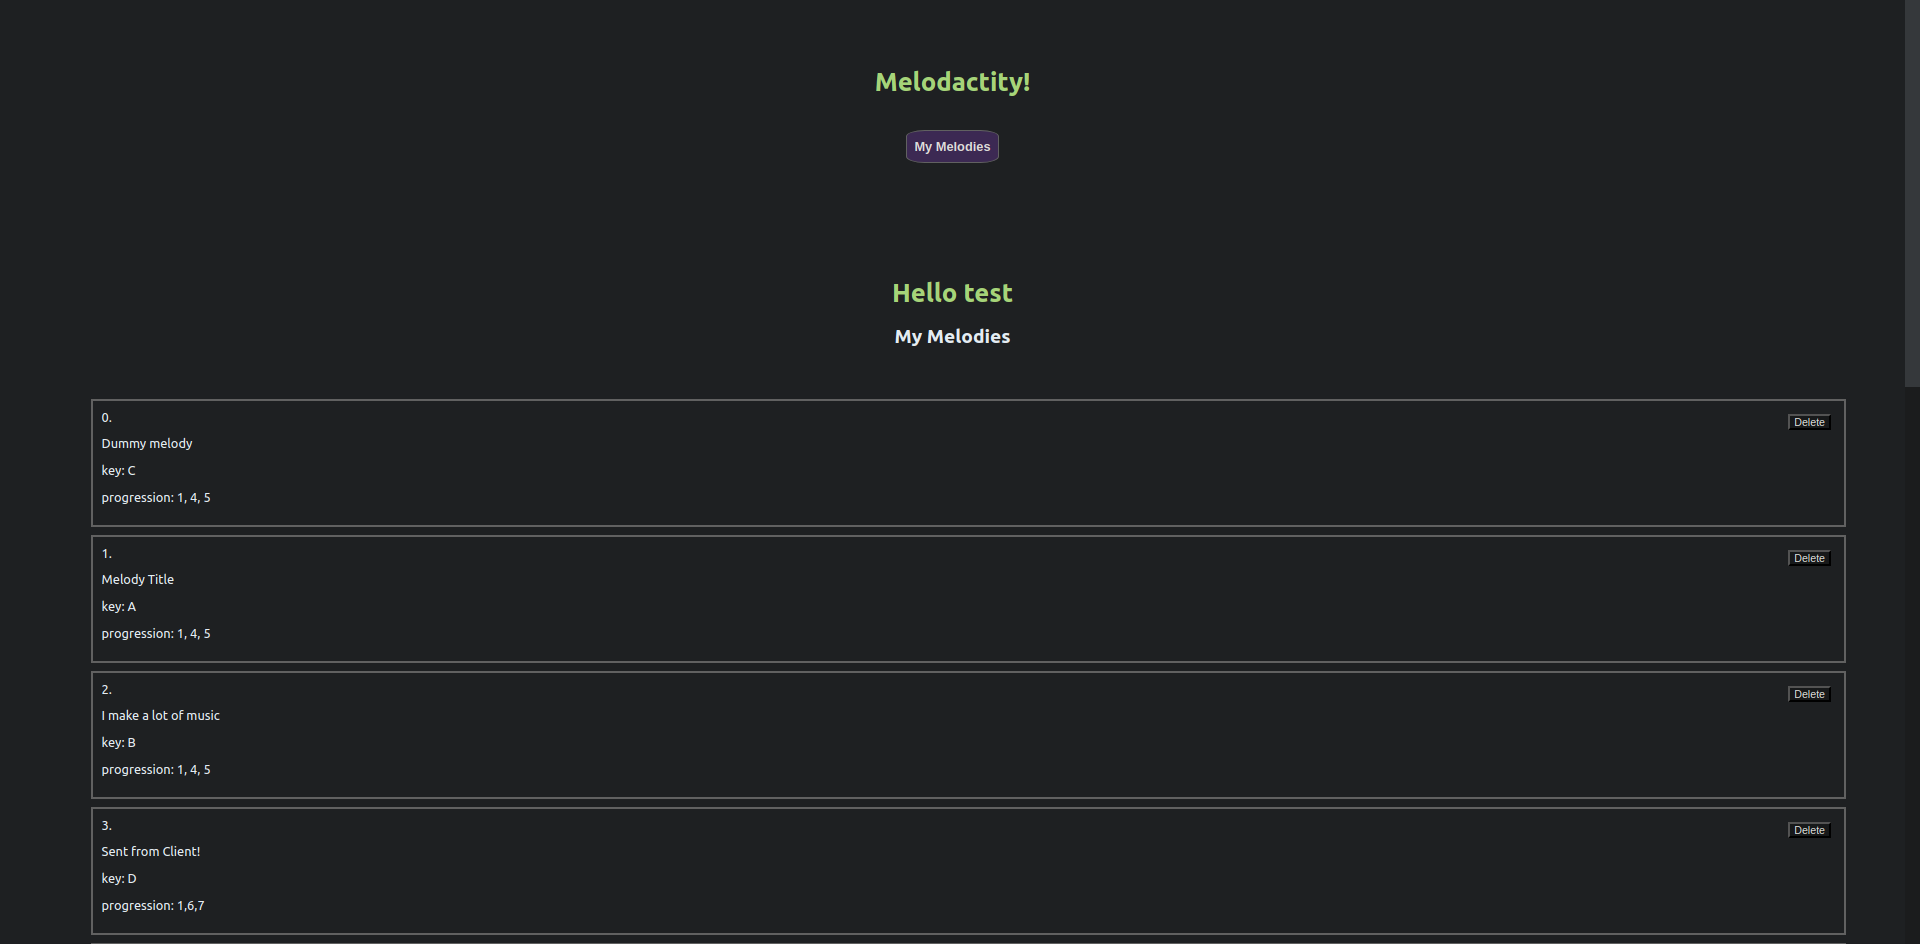 Melodactity!
My Melodies
Hello test
My Melodies
0.
Delete
Dummy melody
key: C
progression: 1, 4, 5
1.
Delete
Melody Title
key: A
progression: 1, 4, 5
2.
Delete
I make a lot of music
key: B
progression: 1, 4, 5
3.
Delete
Sent from Client!
key: D
progression: 1,6,7